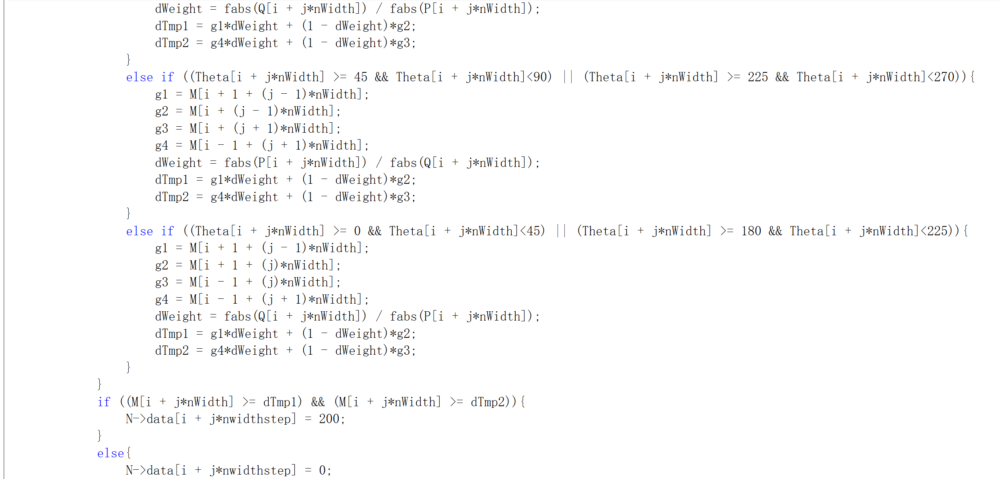 dWeight = fabs(Q[i + j*nWidth]) / fabs(P[i + j*nWidth]);
dTmp1 = g1*dWeight + (1 - dWeight)*g2;
dTmp2 = g4*dWeight + (1 - dWeight)*g3;
}
else if ((Theta[i + j*nWidth] >= 45 && Theta[i + j*nWidth]<90) || (Theta[i + j*nWidth] >= 225 && Theta[i + j*nWidth]<270)){
g1 = M[i + 1 + (j - 1)*nWidth];
g2 = M[i + (j - 1)*nWidth];
g3 = M[i + (j + 1)*nWidth];
g4 = M[i - 1 + (j + 1)*nWidth];
dWeight = fabs(P[i + j*nWidth]) / fabs(Q[i + j*nWidth]);
dTmp1 = g1*dWeight + (1 - dWeight)*g2;
dTmp2 = g4*dWeight + (1 - dWeight)*g3;
}
else if ((Theta[i + j*nWidth] >= 0 && Theta[i + j*nWidth]<45) || (Theta[i + j*nWidth] >= 180 && Theta[i + j*nWidth]<225)){
g1 = M[i + 1 + (j - 1)*nWidth];
g2 = M[i + 1 + (j)*nWidth];
g3 = M[i - 1 + (j)*nWidth];
g4 = M[i - 1 + (j + 1)*nWidth];
dWeight = fabs(Q[i + j*nWidth]) / fabs(P[i + j*nWidth]);
dTmp1 = g1*dWeight + (1 - dWeight)*g2;
dTmp2 = g4*dWeight + (1 - dWeight)*g3;
}
}
if ((M[i + j*nWidth] >= dTmp1) && (M[i + j*nWidth] >= dTmp2)){
N->data[i + j*nwidthstep] = 200;
}
else{
N->data[i + j*nwidthstep] = 0;